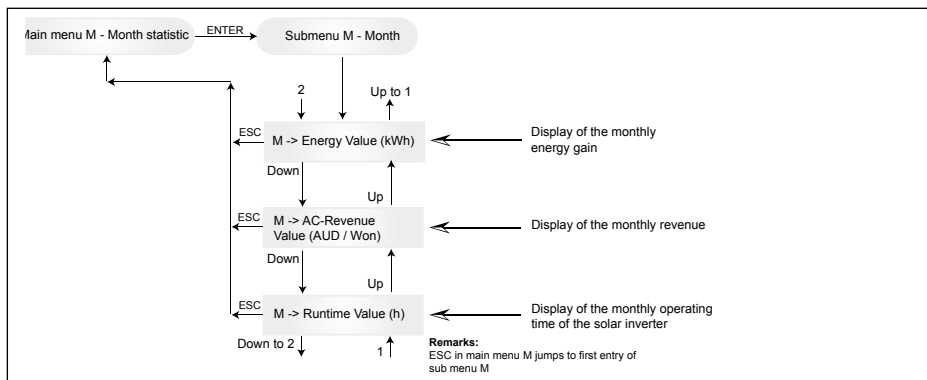 Main menu M - Month statistic
ENTER
Submenu M - Month
2
Up to 1
ESC
M -> Energy Value (kWh)
Display of the monthly
energy gain
Down
Up
ESC
M -> AC-Revenue
Value (AUD / Won)
Display of the monthly revenue
Down
Up
ESC
M -> Runtime Value (h)
Display of the monthly operating
time of the solar inverter
Down to 2
1
Remarks:
ESC in main menu M jumps to first entry of
sub menu M